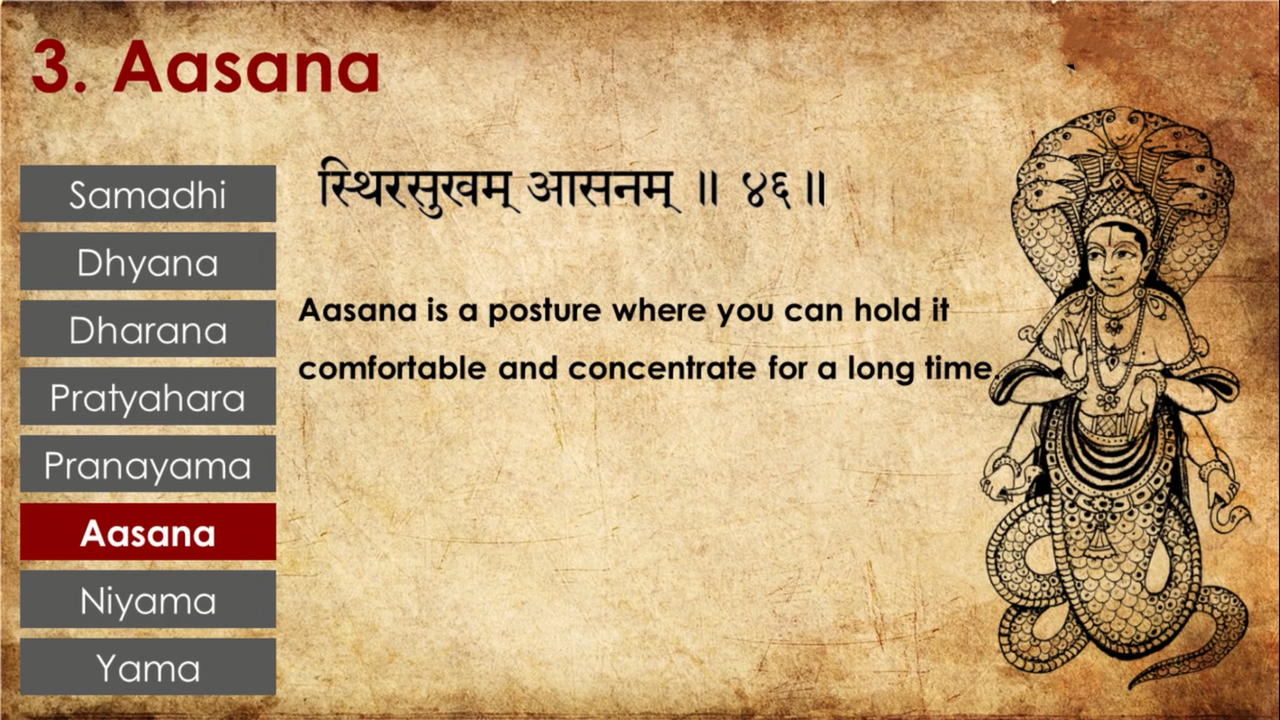 3. Aasana
Samadhi
Dhyana
Dharana
Pratyahara
Pranayama
Aasana
Niyama
Yama
स्थिरसुखम् आसनम् ॥ ४६॥
Aasana is a posture where you can hold it
comfortable and concentrate for a long time.